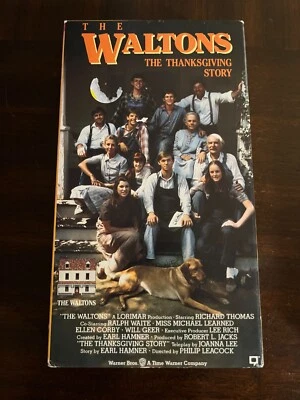 THE
WALTONS
THE THANKSGIVING
STORY
THE WALTONS
"THE WALTONS" A LORIMAR Production - Starring RICHARD THOMAS
Co-Starring RALPH WAITE - MISS MICHAEL LEARNED
ELLEN CORBY - WILL GEER - Executive Producer LEE RICH
Created by EARL HAMNER - Produced by ROBERT L. JACKS
"THE THANKSGIVING STORY" Teleplay by JOANNA LEE
Story by EARL HAMNER - Directed by PHILIP LEACOCK
Warner Bros. A Time Warner Company